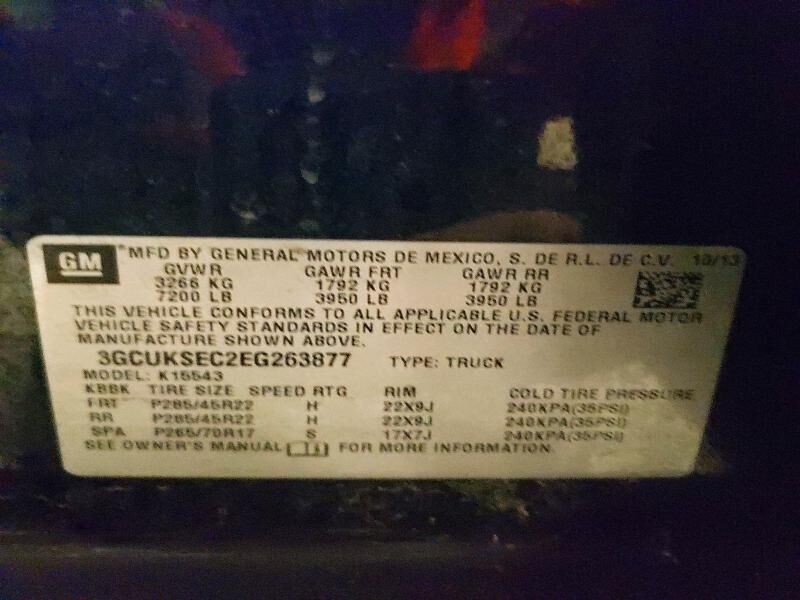 GM MFD BY GENERAL MOTORS DE MEXICO, S. DE R.L. DE C.V. 10/13
GVWR GAWR FRT GAWR RR
3266 KG 1792 KG 1792 KG
7200 LB 3950 LB 3950 LB
THIS VEHICLE CONFORMS TO ALL APPLICABLE U.S. FEDERAL MOTOR
VEHICLE SAFETY STANDARDS IN EFFECT ON THE DATE OF
MANUFACTURE SHOWN ABOVE.
3GCUKSEC2EG263877 TYPE: TRUCK
MODEL: K15543
KBBK TIRE SIZE SPEED RTG RIM COLD TIRE PRESSURE
FRT P285/45R22 H 22X9J 240KPA(35PSI)
RR P285/45R22 H 22X9J 240KPA(35PSI)
SPA P265/70R17 S 17X7J 240KPA(35PSI)
SEE OWNER'S MANUAL FOR MORE INFORMATION.